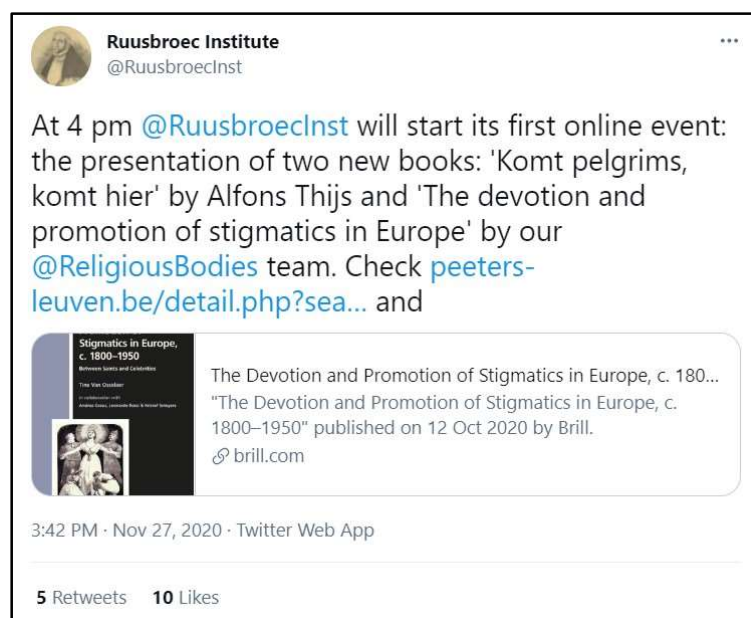 Ruusbroec Institute
@RuusbroecInst
At 4 pm @RuusbroecInst will start its first online event:
the presentation of two new books: 'Komt pelgrims,
komt hier' by Alfons Thijs and 'The devotion and
promotion of stigmatics in Europe' by our
@ReligiousBodies team. Check peeters-
leuven.be/detail.php?sea... and
Stigmatics in Europe,
c. 1800–1950
Between Saints and Celebrities
Tine Van Osselaer
The Devotion and Promotion of Stigmatics in Europe, c. 180...
"The Devotion and Promotion of Stigmatics in Europe, c.
1800–1950" published on 12 Oct 2020 by Brill.
brill.com
3:42 PM · Nov 27, 2020 · Twitter Web App
5 Retweets 10 Likes